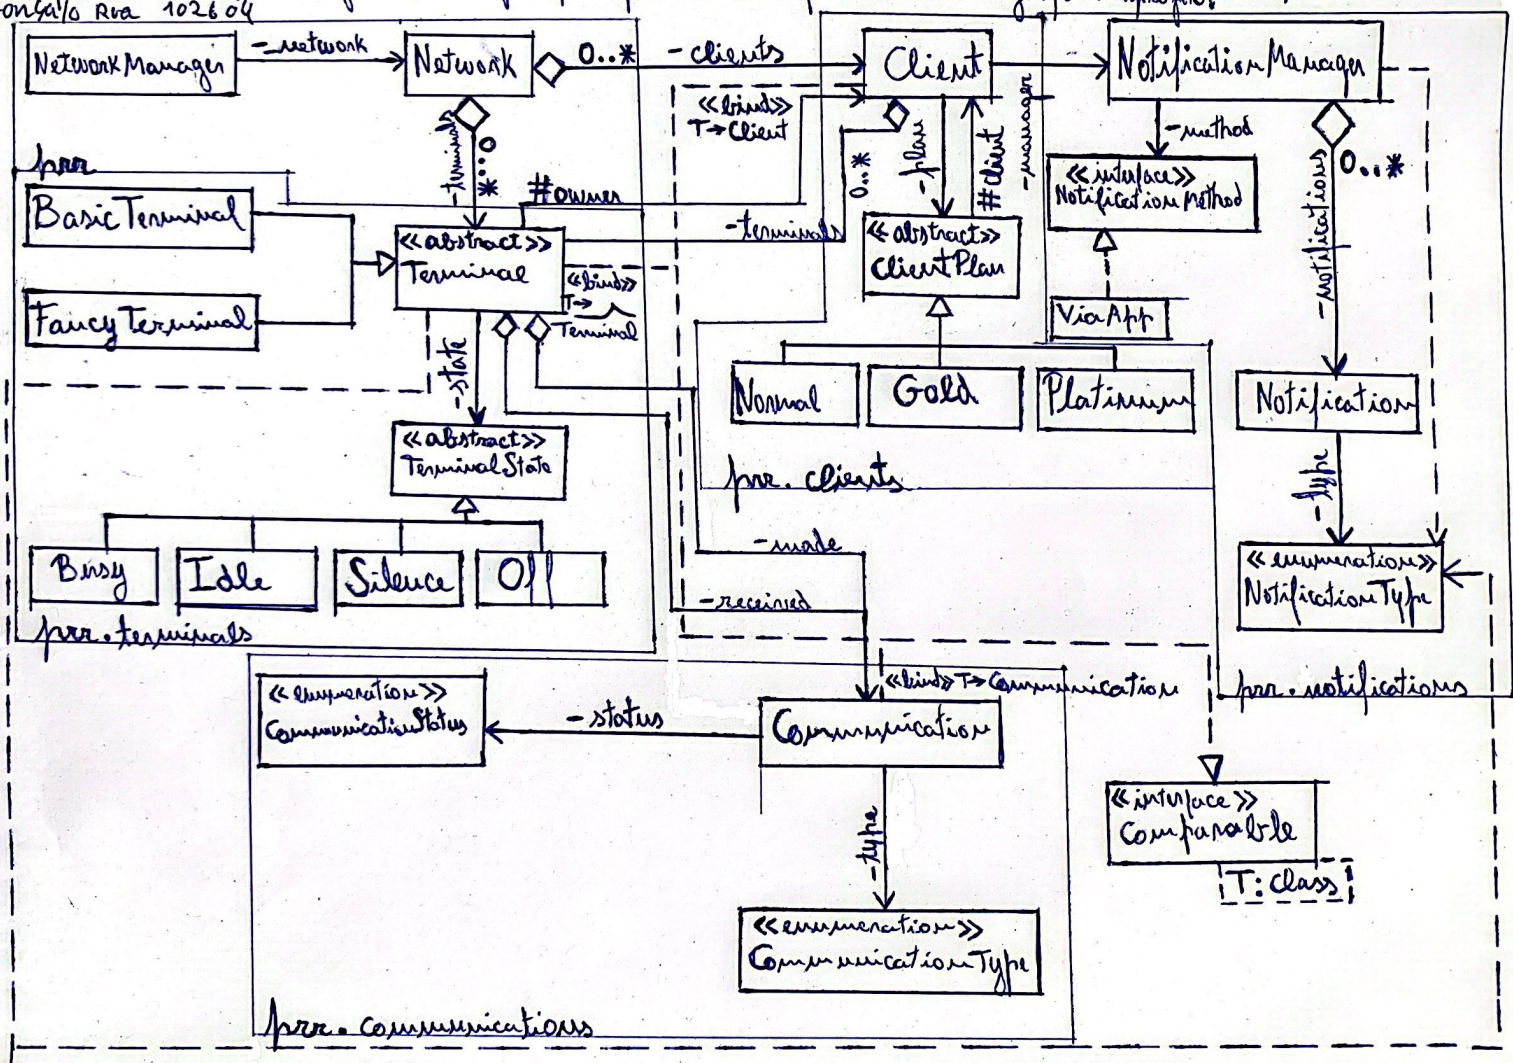 102604
NetworkManager
-network
Network
0..*
-clients
Client
NotificationManager
-terminals
0..*
«bind»
T→Client
0..*
-plan
#client
-manager
-method
-notifications
0..*
prr
BasicTerminal
#owner
-terminals
«interface»
NotificationMethod
«abstract»
Terminal
«abstract»
ClientPlan
«bind»
T→
Terminal
FancyTerminal
ViaApp
-state
Normal
Gold
Platinium
Notification
«abstract»
TerminalState
-type
prr.clients
Busy
Idle
Silence
Off
-made
-received
«enumeration»
NotificationType
prr.terminals
«enumeration»
CommunicationStatus
-status
«bind» T→Communication
Communication
prr.notifications
-type
«interface»
Comparable
T:Class
«enumeration»
CommunicationType
prr.communications